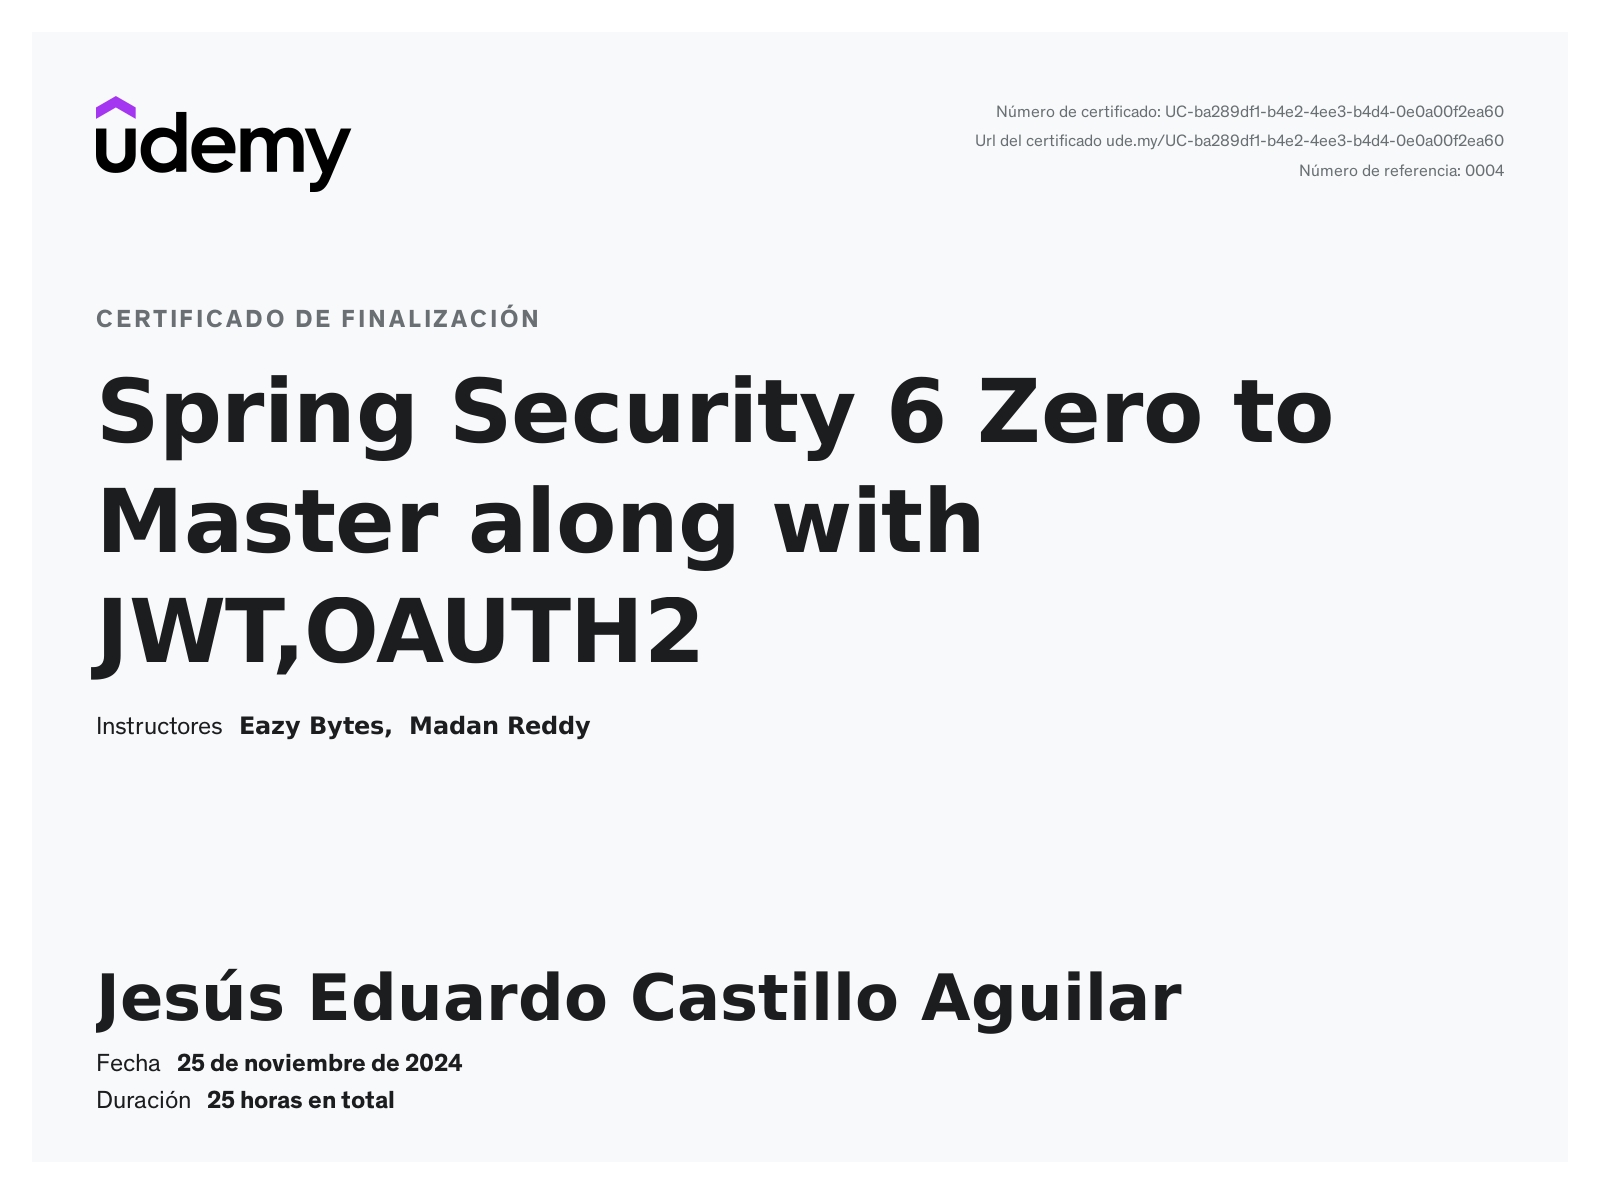 udemy
Número de certificado: UC-ba289df1-b4e2-4ee3-b4d4-0e0a00f2ea60
Url del certificado ude.my/UC-ba289df1-b4e2-4ee3-b4d4-0e0a00f2ea60
Número de referencia: 0004
CERTIFICADO DE FINALIZACIÓN
Spring Security 6 Zero to
Master along with
JWT,OAUTH2
Instructores Eazy Bytes, Madan Reddy
Jesús Eduardo Castillo Aguilar
Fecha 25 de noviembre de 2024
Duración 25 horas en total